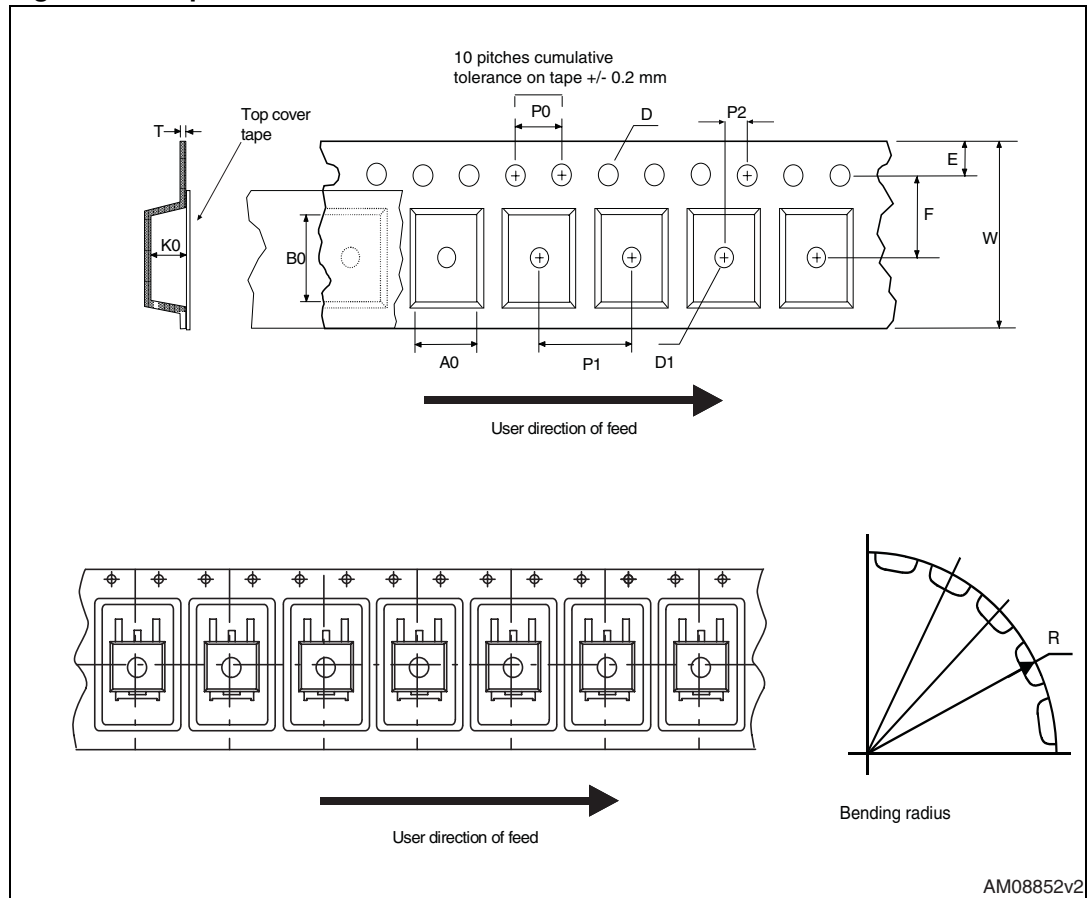 10 pitches cumulative
tolerance on tape +/- 0.2 mm
Top cover
tape
T
P0
D
P2
E
F
W
K0
B0
A0
P1
D1
User direction of feed
R
Bending radius
User direction of feed
AM08852v2